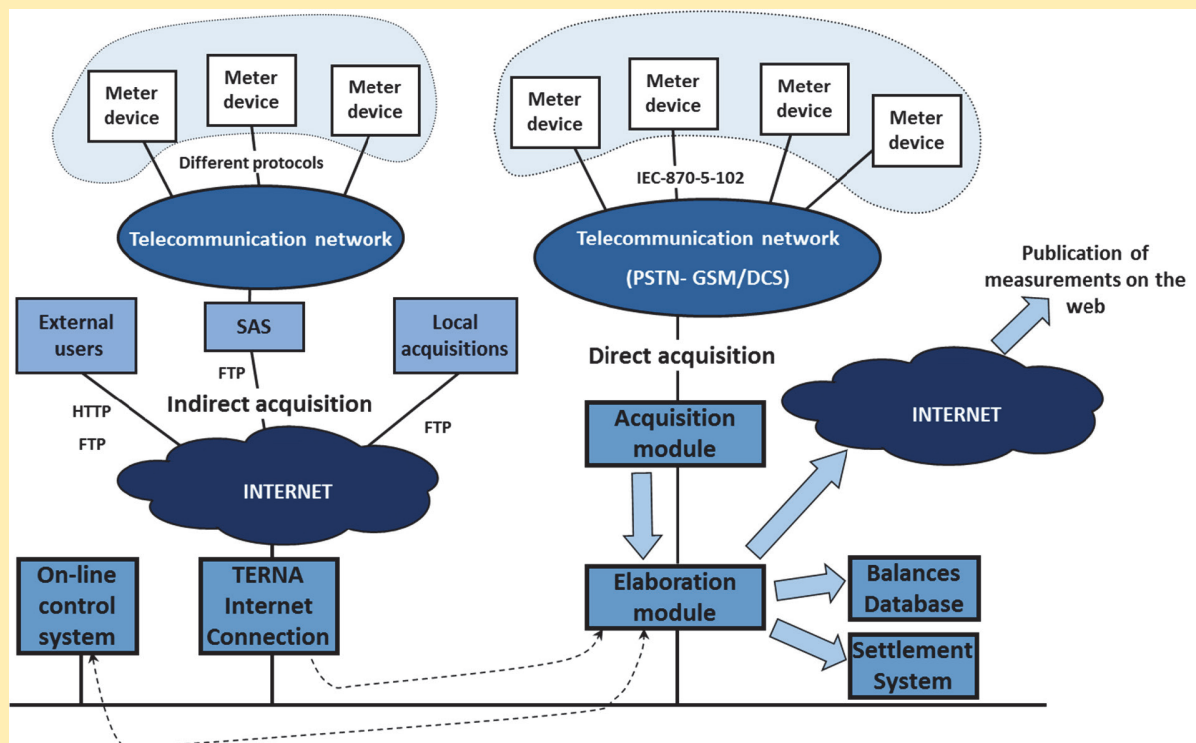 Meter
device
Meter
device
Meter
device
Different protocols
Telecommunication network
External
users
SAS
Local
acquisitions
FTP
HTTP
FTP
Indirect acquisition
FTP
INTERNET
On-line
control
system
TERNA
Internet
Connection
Meter
device
Meter
device
Meter
device
Meter
device
IEC-870-5-102
Telecommunication network
(PSTN- GSM/DCS)
Direct acquisition
Acquisition
module
Elaboration
module
Publication of
measurements on the
web
INTERNET
Balances
Database
Settlement
System